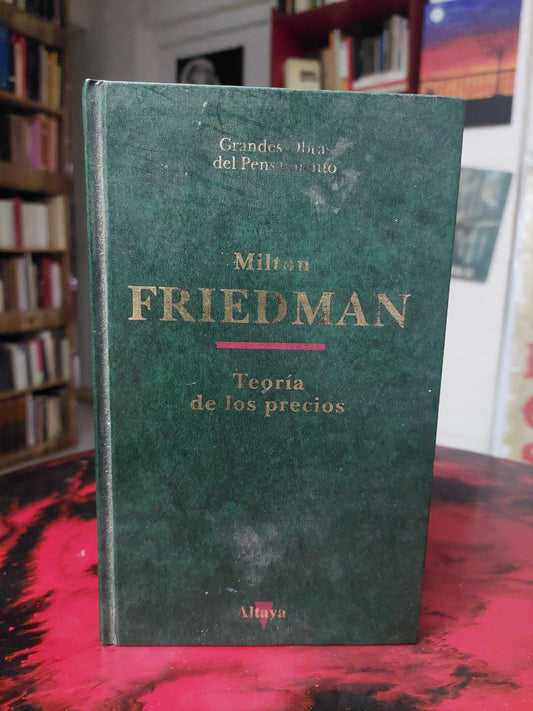 Grandes Obras
del Pensamiento
Milton
FRIEDMAN
Teoría
de los precios
Altaya